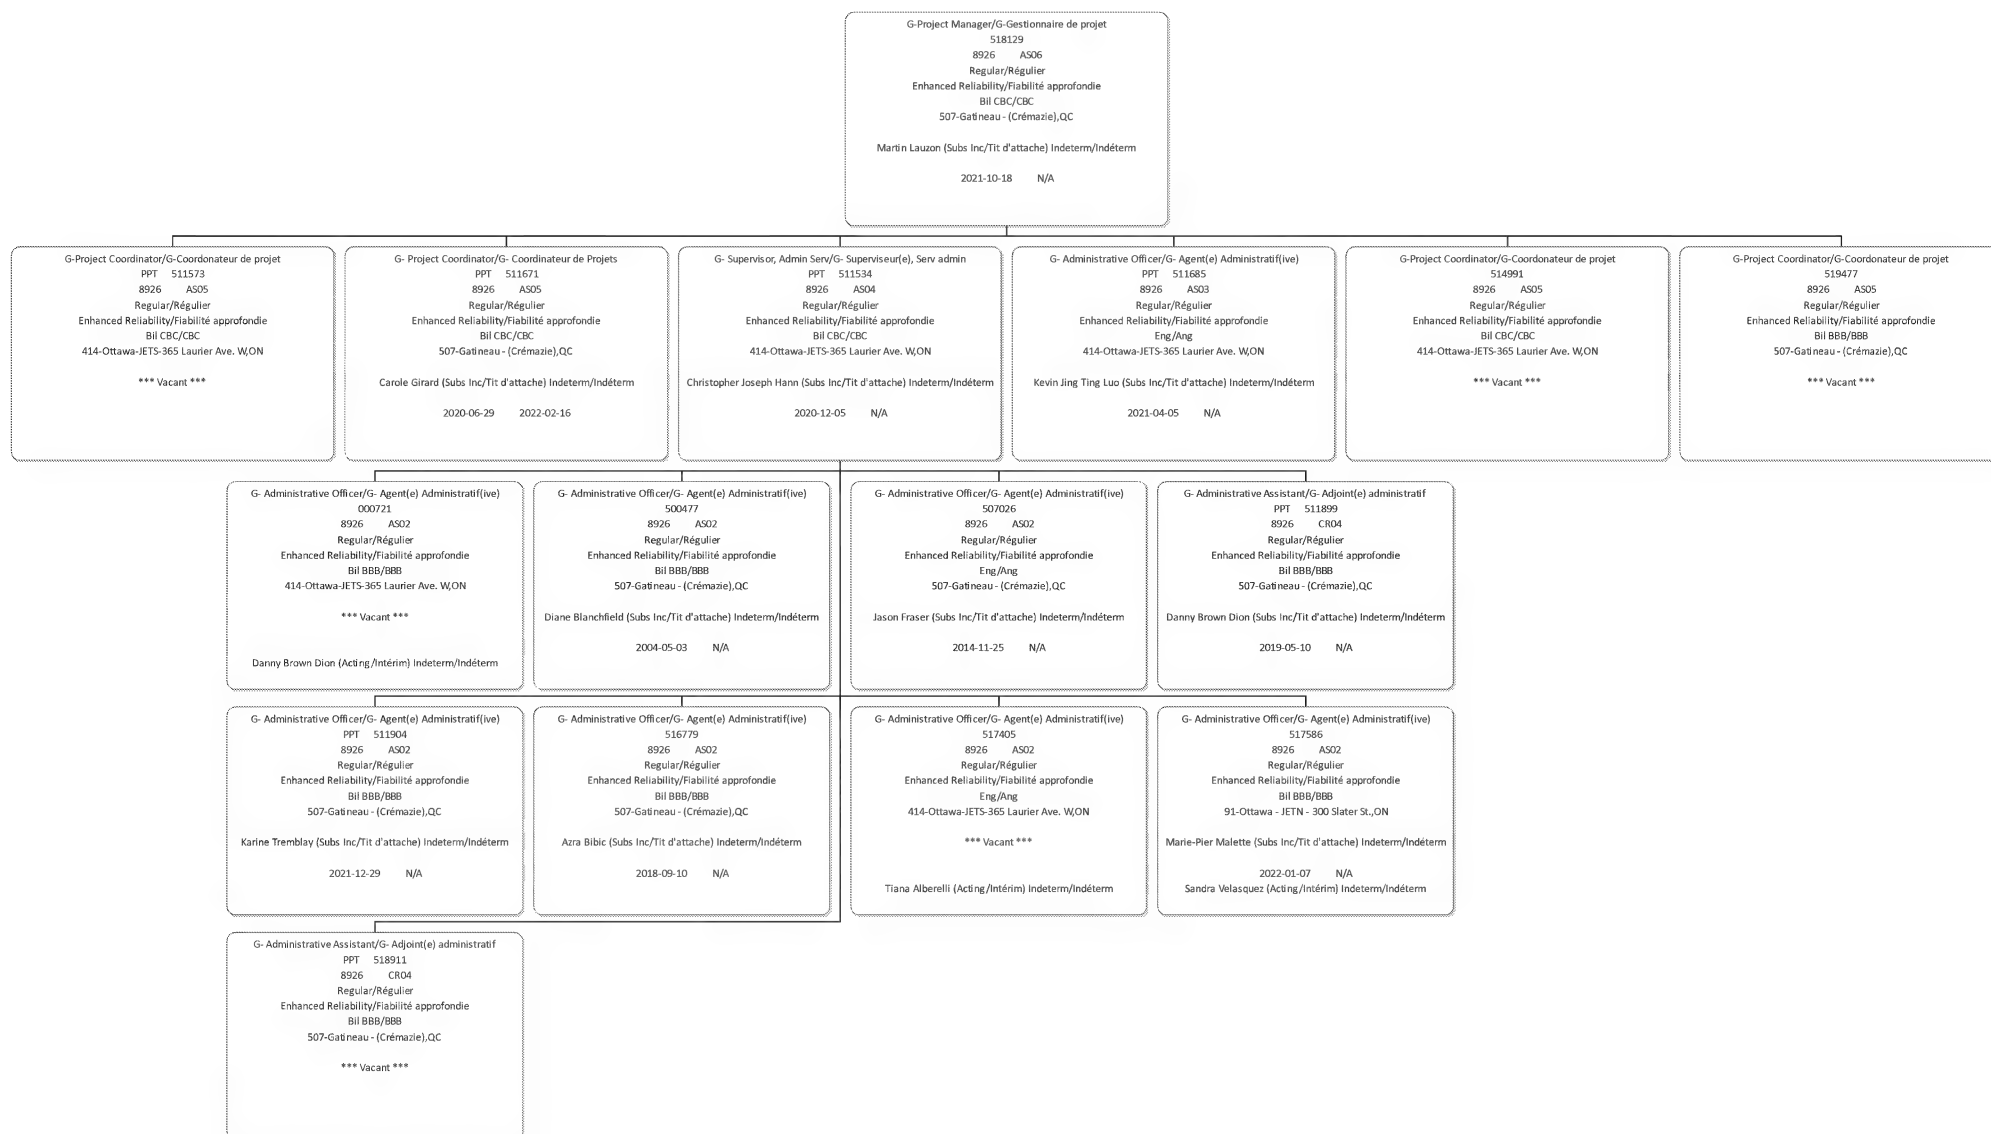 G-Project Manager/G-Gestionnaire de projet
518129
8926 AS06
Regular/Régulier
Enhanced Reliability/Fiabilité approfondie
Bil CBC/CBC
507-Gatineau - (Crémazie),QC
Martin Lauzon (Subs Inc/Tit d'attache) Indeterm/Indéterm
2021-10-18 N/A
G-Project Coordinator/G-Coordonateur de projet
PPT 511573
8926 AS05
Regular/Régulier
Enhanced Reliability/Fiabilité approfondie
Bil CBC/CBC
414-Ottawa-JETS-365 Laurier Ave. W,ON
*** Vacant ***
G- Project Coordinator/G- Coordinateur de Projets
PPT 511671
8926 AS05
Regular/Régulier
Enhanced Reliability/Fiabilité approfondie
Bil CBC/CBC
507-Gatineau - (Crémazie),QC
Carole Girard (Subs Inc/Tit d'attache) Indeterm/Indéterm
2020-06-29 2022-02-16
G- Supervisor, Admin Serv/G- Superviseur(e), Serv admin
PPT 511534
8926 AS04
Regular/Régulier
Enhanced Reliability/Fiabilité approfondie
Bil CBC/CBC
414-Ottawa-JETS-365 Laurier Ave. W,ON
Christopher Joseph Hann (Subs Inc/Tit d'attache) Indeterm/Indéterm
2020-12-05 N/A
G- Administrative Officer/G- Agent(e) Administratif(ive)
PPT 511685
8926 AS03
Regular/Régulier
Enhanced Reliability/Fiabilité approfondie
Eng/Ang
414-Ottawa-JETS-365 Laurier Ave. W,ON
Kevin Jing Ting Luo (Subs Inc/Tit d'attache) Indeterm/Indéterm
2021-04-05 N/A
G-Project Coordinator/G-Coordonateur de projet
514991
8926 AS05
Regular/Régulier
Enhanced Reliability/Fiabilité approfondie
Bil CBC/CBC
414-Ottawa-JETS-365 Laurier Ave. W,ON
*** Vacant ***
G-Project Coordinator/G-Coordonateur de projet
519477
8926 AS05
Regular/Régulier
Enhanced Reliability/Fiabilité approfondie
Bil BBB/BBB
507-Gatineau - (Crémazie),QC
*** Vacant ***
G- Administrative Officer/G- Agent(e) Administratif(ive)
000721
8926 AS02
Regular/Régulier
Enhanced Reliability/Fiabilité approfondie
Bil BBB/BBB
414-Ottawa-JETS-365 Laurier Ave. W,ON
*** Vacant ***
Danny Brown Dion (Acting/Intérim) Indeterm/Indéterm
G- Administrative Officer/G- Agent(e) Administratif(ive)
500477
8926 AS02
Regular/Régulier
Enhanced Reliability/Fiabilité approfondie
Bil BBB/BBB
507-Gatineau - (Crémazie),QC
Diane Blanchfield (Subs Inc/Tit d'attache) Indeterm/Indéterm
2004-05-03 N/A
G- Administrative Officer/G- Agent(e) Administratif(ive)
507026
8926 AS02
Regular/Régulier
Enhanced Reliability/Fiabilité approfondie
Eng/Ang
507-Gatineau - (Crémazie),QC
Jason Fraser (Subs Inc/Tit d'attache) Indeterm/Indéterm
2014-11-25 N/A
G- Administrative Assistant/G- Adjoint(e) administratif
PPT 511899
8926 CR04
Regular/Régulier
Enhanced Reliability/Fiabilité approfondie
Bil BBB/BBB
507-Gatineau - (Crémazie),QC
Danny Brown Dion (Subs Inc/Tit d'attache) Indeterm/Indéterm
2019-05-10 N/A
G- Administrative Officer/G- Agent(e) Administratif(ive)
PPT 511904
8926 AS02
Regular/Régulier
Enhanced Reliability/Fiabilité approfondie
Bil BBB/BBB
507-Gatineau - (Crémazie),QC
Karine Tremblay (Subs Inc/Tit d'attache) Indeterm/Indéterm
2021-12-29 N/A
G- Administrative Officer/G- Agent(e) Administratif(ive)
516779
8926 AS02
Regular/Régulier
Enhanced Reliability/Fiabilité approfondie
Bil BBB/BBB
507-Gatineau - (Crémazie),QC
Azra Bibic (Subs Inc/Tit d'attache) Indeterm/Indéterm
2018-09-10 N/A
G- Administrative Officer/G- Agent(e) Administratif(ive)
517405
8926 AS02
Regular/Régulier
Enhanced Reliability/Fiabilité approfondie
Eng/Ang
414-Ottawa-JETS-365 Laurier Ave. W,ON
*** Vacant ***
Tiana Alberelli (Acting/Intérim) Indeterm/Indéterm
G- Administrative Officer/G- Agent(e) Administratif(ive)
517586
8926 AS02
Regular/Régulier
Enhanced Reliability/Fiabilité approfondie
Bil BBB/BBB
91-Ottawa - JETN - 300 Slater St.,ON
Marie-Pier Malette (Subs Inc/Tit d'attache) Indeterm/Indéterm
2022-01-07 N/A
Sandra Velasquez (Acting/Intérim) Indeterm/Indéterm
G- Administrative Assistant/G- Adjoint(e) administratif
PPT 518911
8926 CR04
Regular/Régulier
Enhanced Reliability/Fiabilité approfondie
Bil BBB/BBB
507-Gatineau - (Crémazie),QC
*** Vacant ***